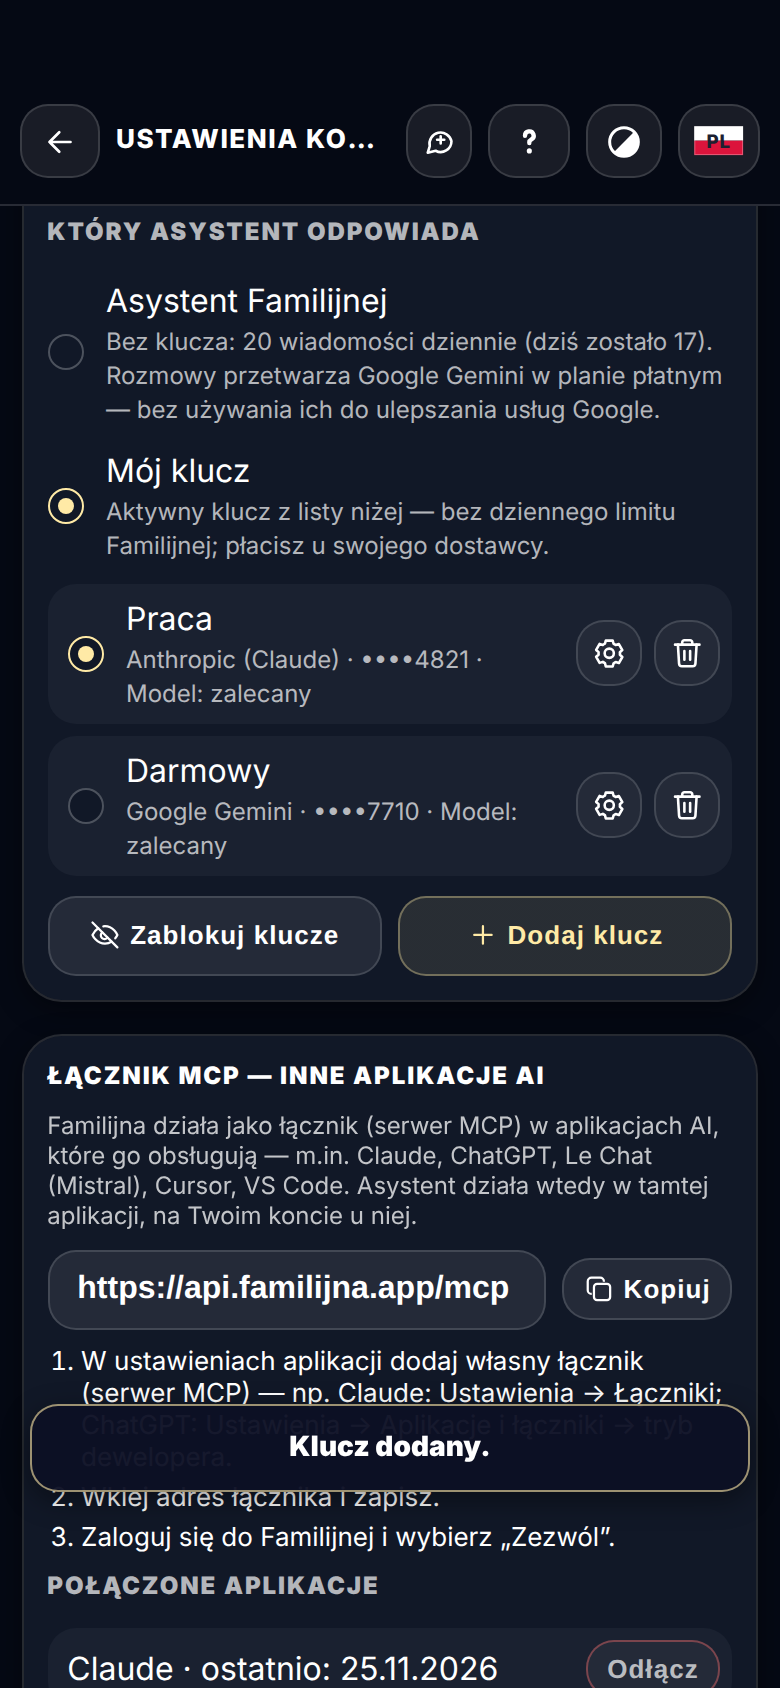 USTAWIENIA KO...
?
PL
KTÓRY ASYSTENT ODPOWIADA
Asystent Familijnej
Bez klucza: 20 wiadomości dziennie (dziś zostało 17).
Rozmowy przetwarza Google Gemini w planie płatnym
— bez używania ich do ulepszania usług Google.
Mój klucz
Aktywny klucz z listy niżej — bez dziennego limitu
Familijnej; płacisz u swojego dostawcy.
Praca
Anthropic (Claude) · ••••4821 ·
Model: zalecany
Darmowy
Google Gemini · ••••7710 · Model:
zalecany
Zablokuj klucze
+ Dodaj klucz
ŁĄCZNIK MCP — INNE APLIKACJE AI
Familijna działa jako łącznik (serwer MCP) w aplikacjach AI,
które go obsługują — m.in. Claude, ChatGPT, Le Chat
(Mistral), Cursor, VS Code. Asystent działa wtedy w tamtej
aplikacji, na Twoim koncie u niej.
https://api.familijna.app/mcp
Kopiuj
1. W ustawieniach aplikacji dodaj własny łącznik
(serwer MCP) — np. Claude: Ustawienia → Łączniki;
ChatGPT: Ustawienia → Aplikacje i łączniki → tryb
dewelopera.
Klucz dodany.
2. Wklej adres łącznika i zapisz.
3. Zaloguj się do Familijnej i wybierz „Zezwól”.
POŁĄCZONE APLIKACJE
Claude · ostatnio: 25.11.2026
Odłącz